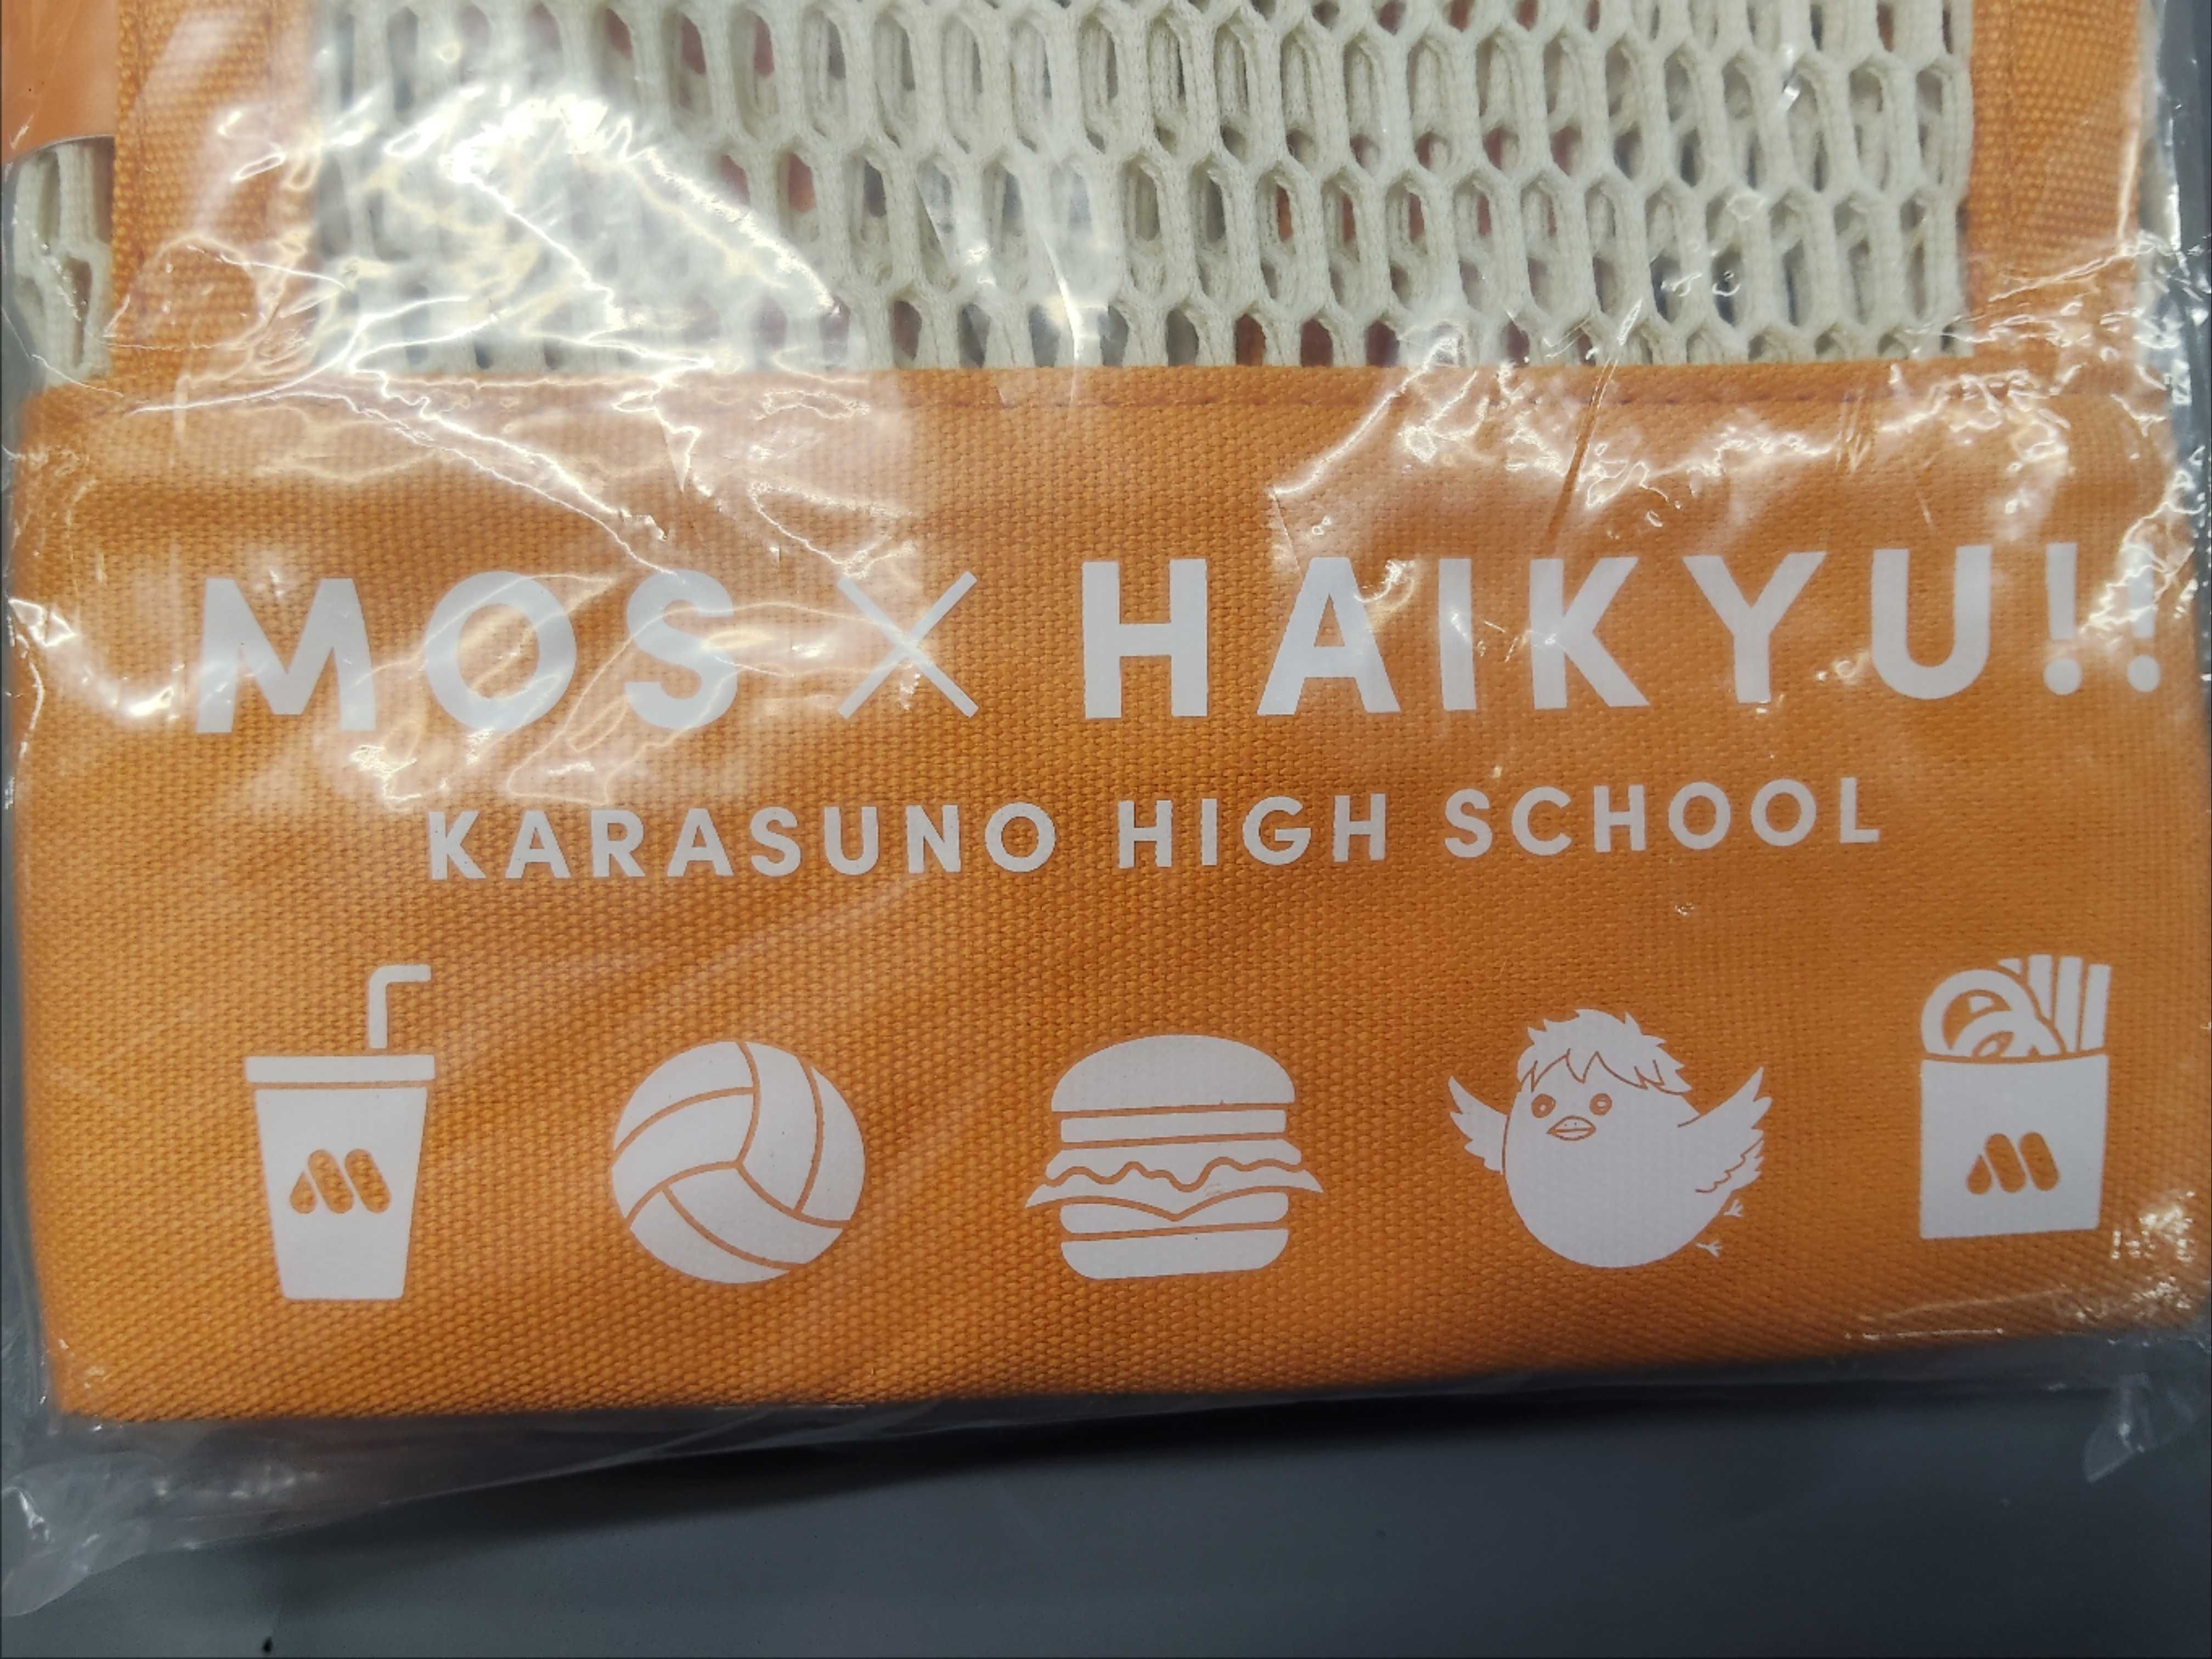 MOS × HAIKYU!!
KARASUNO HIGH SCHOOL